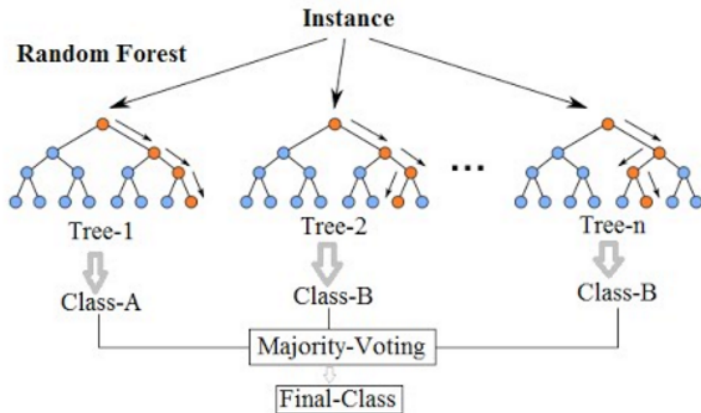 Instance
Random Forest
...
Tree-1
Tree-2
Tree-n
Class-A
Class-B
Class-B
Majority-Voting
Final-Class